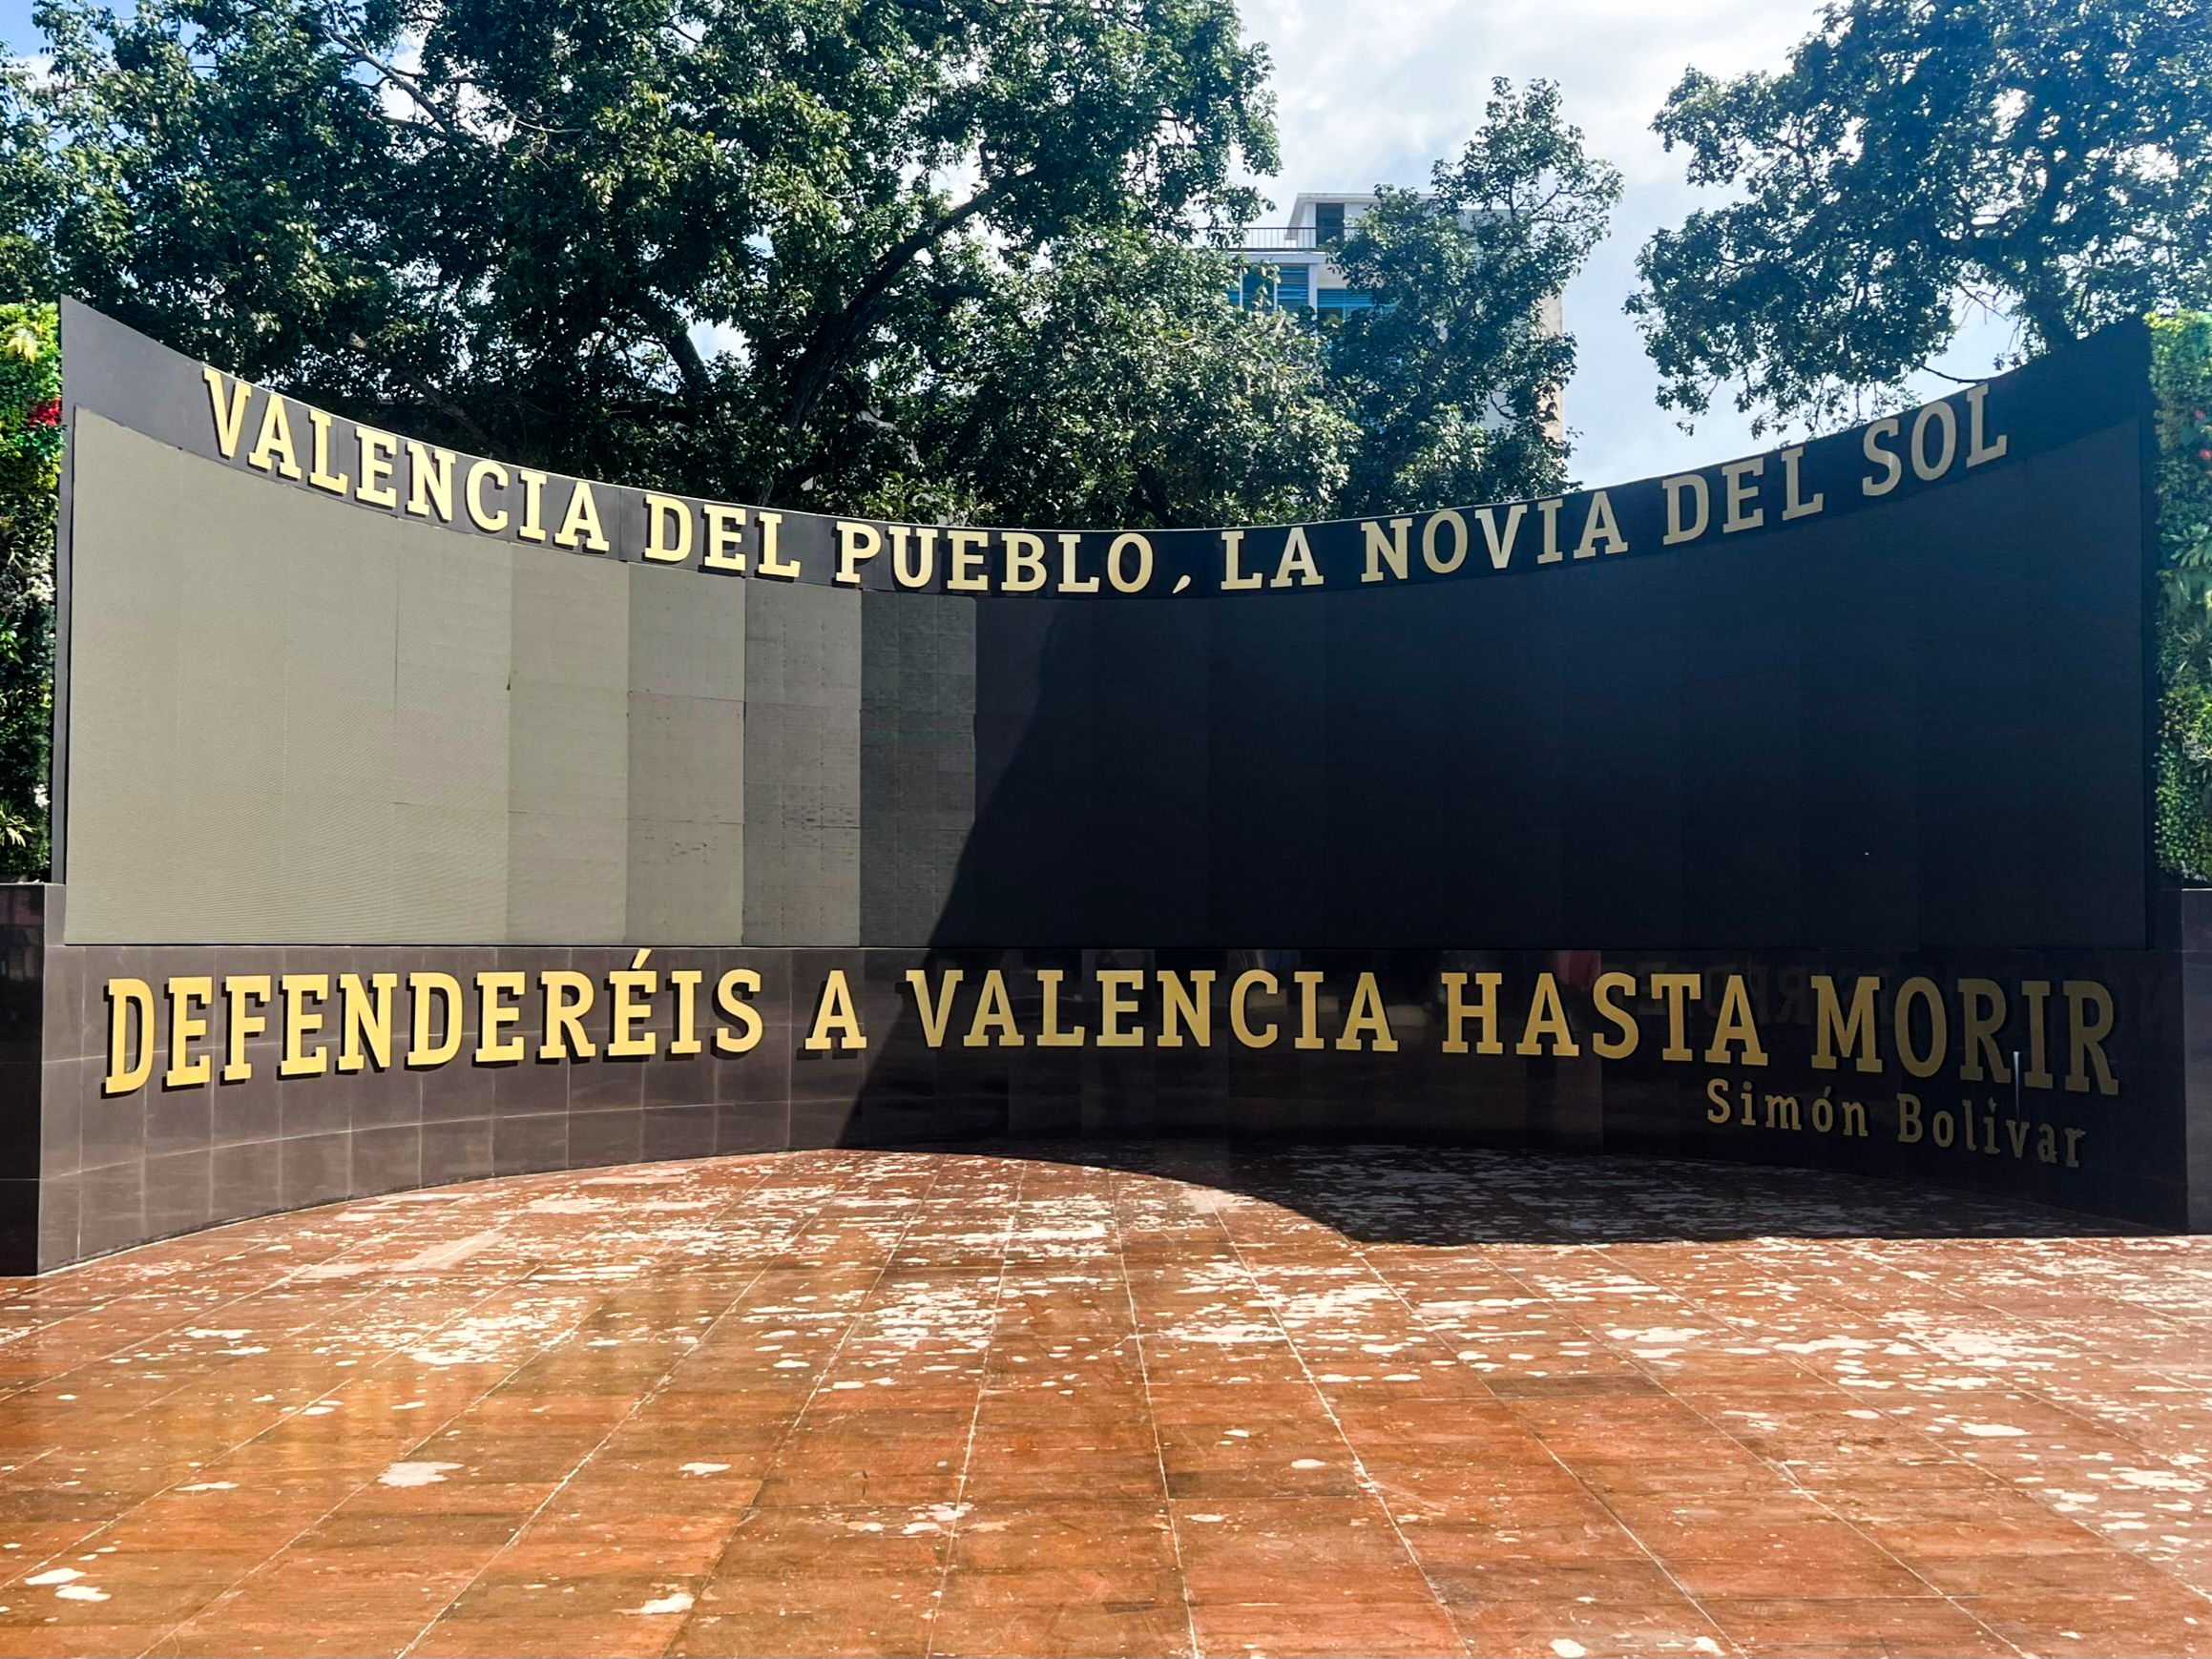 VALENCIA DEL PUEBLO, LA NOVIA DEL SOL
DEFENDERÉIS A VALENCIA HASTA MORIR
Simón Bolivar